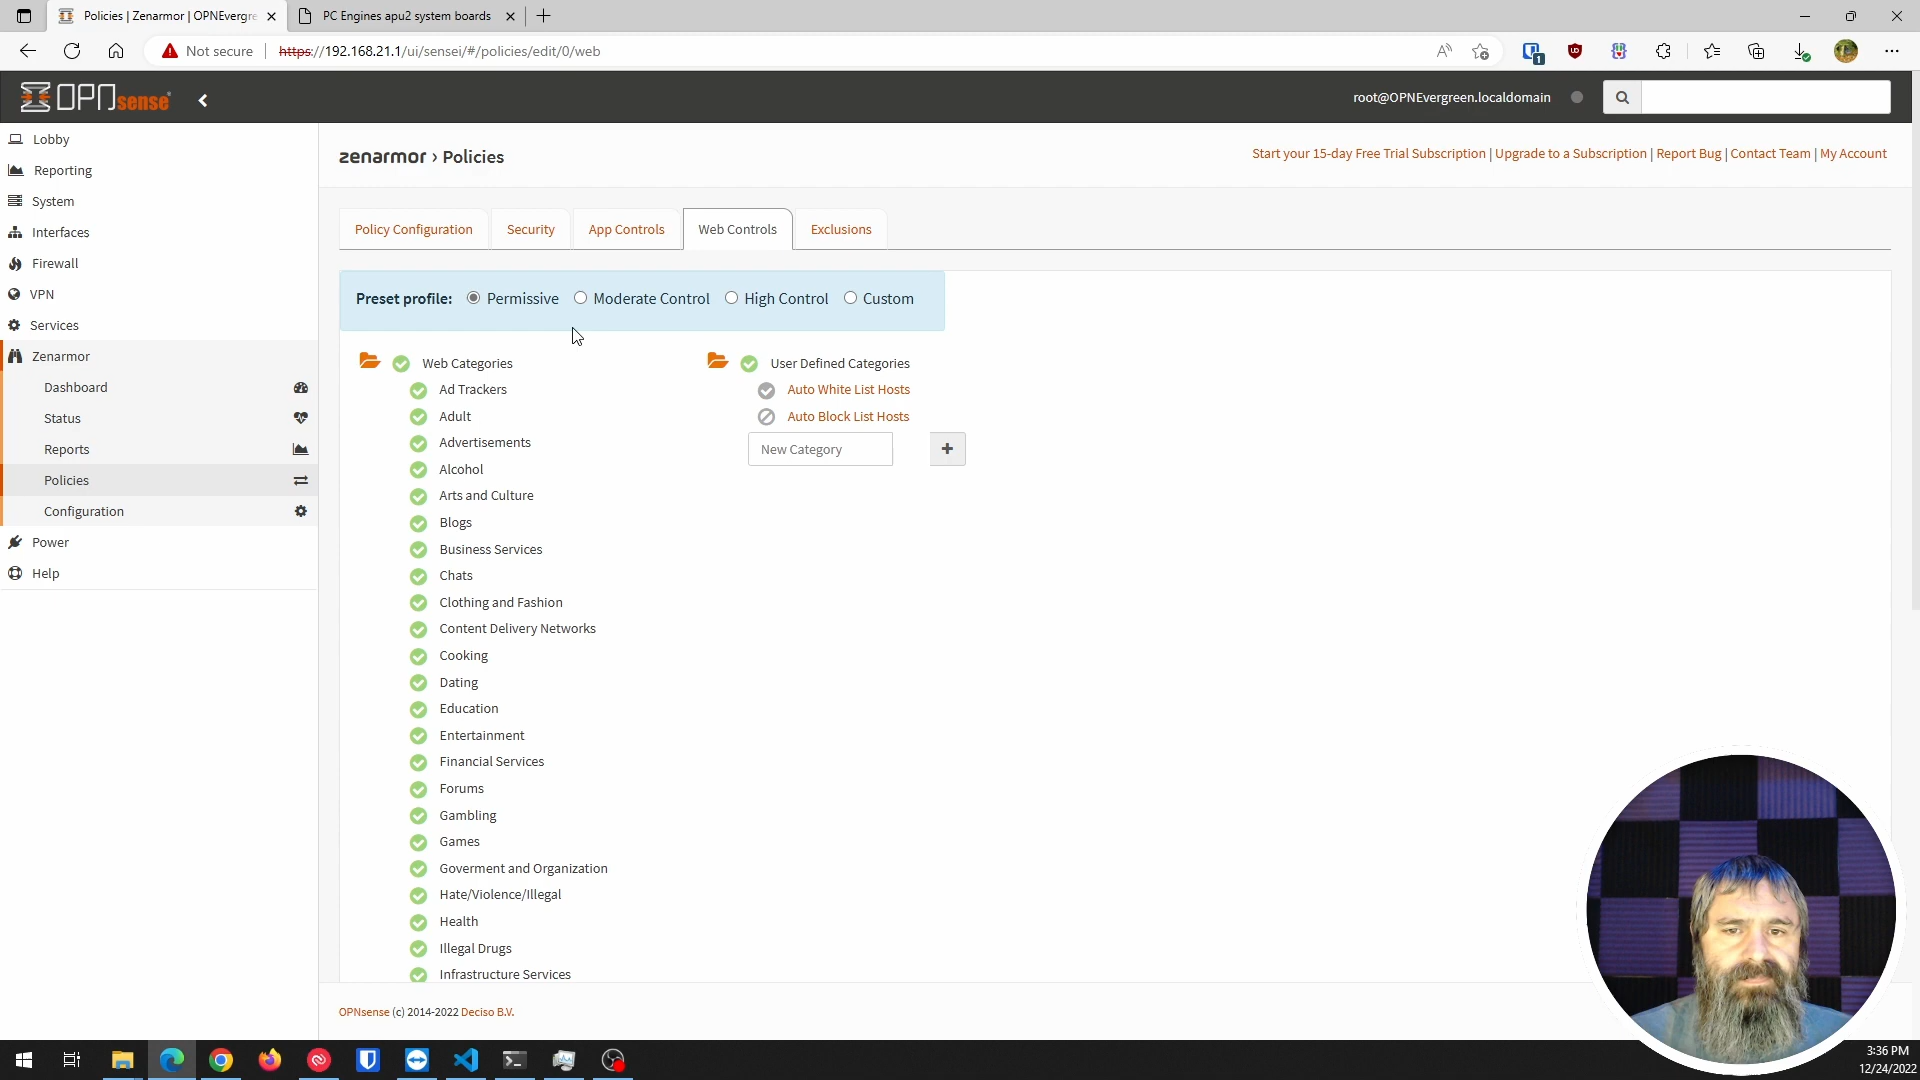 Policies | Zenarmor | OPNEvergre
PC Engines apu2 system boards
Not secure
https://192.168.21.1/ui/sensei/#/policies/edit/0/web
1
OPNsense
root@OPNEvergreen.localdomain
Lobby
Reporting
System
Interfaces
Firewall
VPN
Services
Zenarmor
Dashboard
Status
Reports
Policies
Configuration
Power
Help
zenarmor › Policies
Start your 15-day Free Trial Subscription | Upgrade to a Subscription | Report Bug | Contact Team | My Account
Policy Configuration
Security
App Controls
Web Controls
Exclusions
Preset profile: Permissive Moderate Control High Control Custom
Web Categories
Ad Trackers
Adult
Advertisements
Alcohol
Arts and Culture
Blogs
Business Services
Chats
Clothing and Fashion
Content Delivery Networks
Cooking
Dating
Education
Entertainment
Financial Services
Forums
Gambling
Games
Goverment and Organization
Hate/Violence/Illegal
Health
Illegal Drugs
Infrastructure Services
User Defined Categories
Auto White List Hosts
Auto Block List Hosts
New Category
OPNsense (c) 2014-2022 Deciso B.V.
3:36 PM
12/24/2022